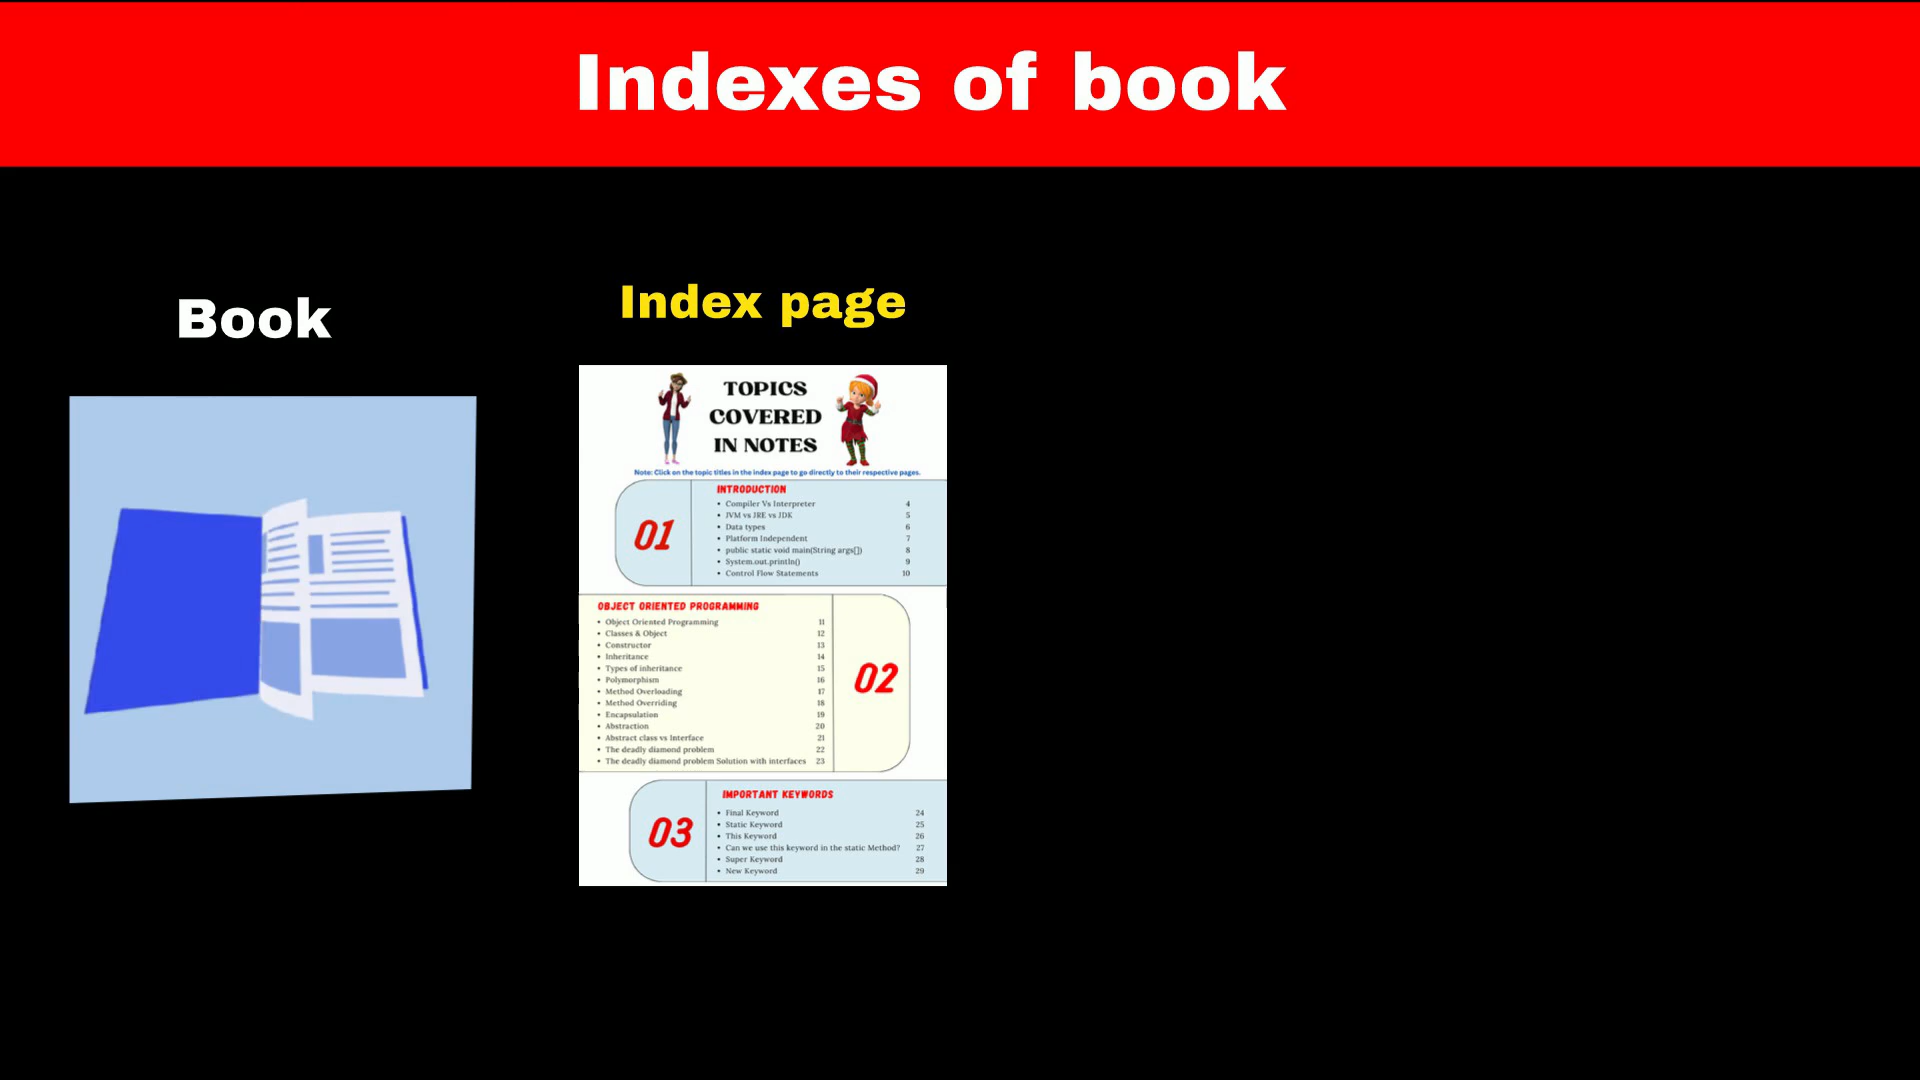 Indexes of book
Book
Index page
TOPICS
COVERED
IN NOTES
Note: Click on the topic titles in the index page to go directly to their respective pages.
01
INTRODUCTION
• Compiler Vs Interpreter 4
• JVM vs JRE vs JDK 5
• Data types 6
• Platform Independent 7
• public static void main(String args[]) 8
• System.out.println() 9
• Control Flow Statements 10
OBJECT ORIENTED PROGRAMMING
• Object Oriented Programming 11
• Classes & Object 12
• Constructor 13
• Inheritance 14
• Types of inheritance 15
• Polymorphism 16
• Method Overloading 17
• Method Overriding 18
• Encapsulation 19
• Abstraction 20
• Abstract class vs Interface 21
• The deadly diamond problem 22
• The deadly diamond problem Solution with interfaces 23
02
03
IMPORTANT KEYWORDS
• Final Keyword 24
• Static Keyword 25
• This Keyword 26
• Can we use this keyword in the static Method? 27
• Super Keyword 28
• New Keyword 29